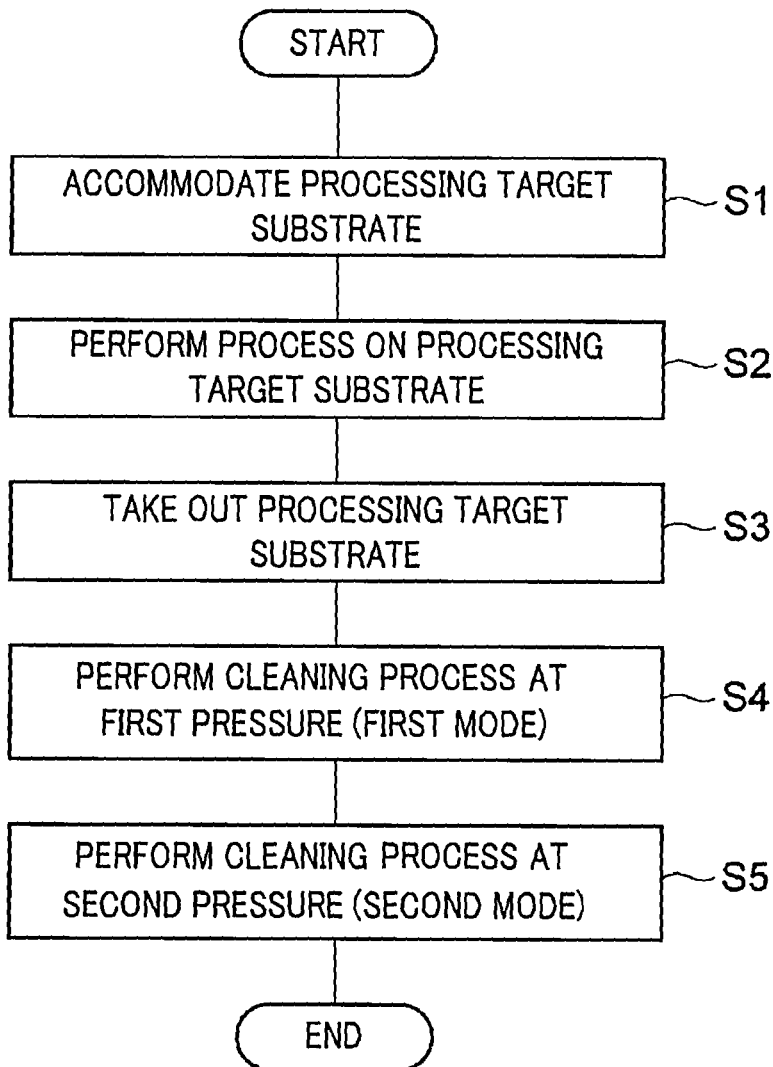 START
ACCOMMODATE PROCESSING TARGET
SUBSTRATE
S1
PERFORM PROCESS ON PROCESSING
TARGET SUBSTRATE
S2
TAKE OUT PROCESSING TARGET
SUBSTRATE
S3
PERFORM CLEANING PROCESS AT
FIRST PRESSURE (FIRST MODE)
S4
PERFORM CLEANING PROCESS AT
SECOND PRESSURE (SECOND MODE)
S5
END